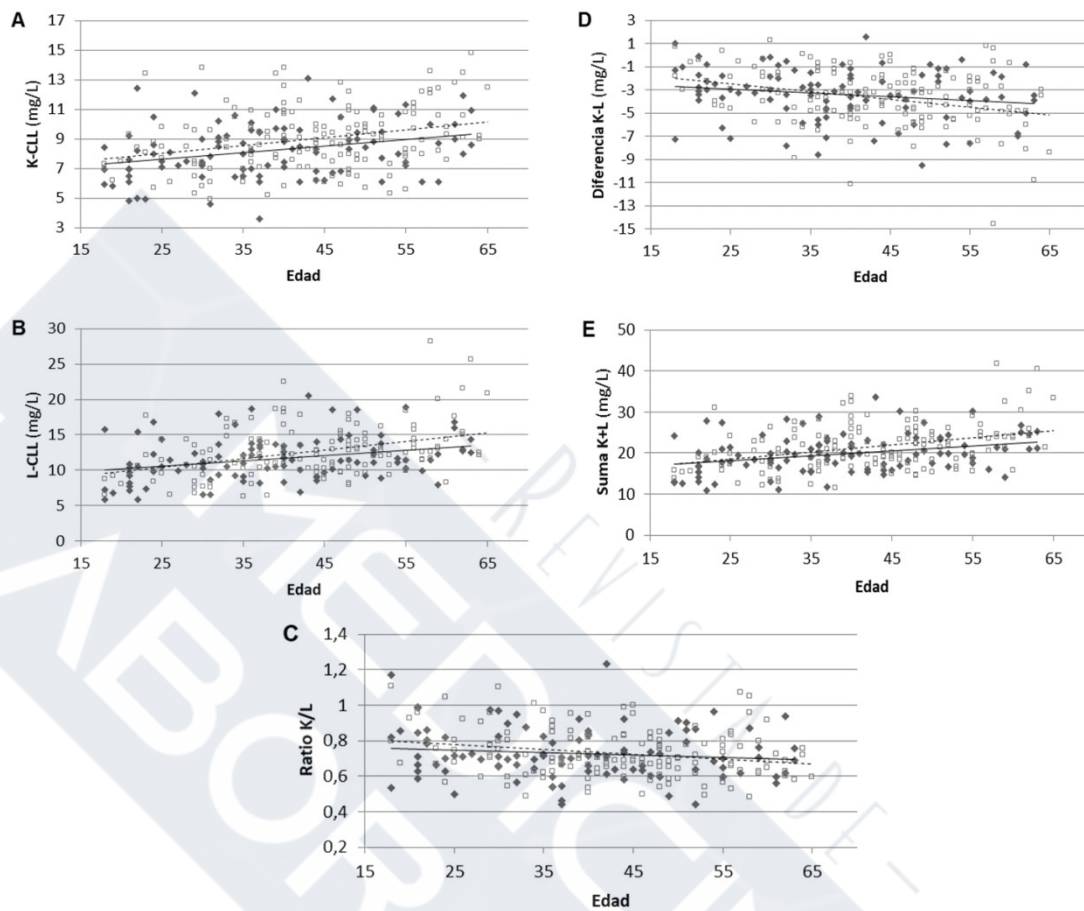 A
K-CLL (mg/L)
17
15
13
11
9
7
5
3
15 25 35 45 55 65
Edad
B
L-CLL (mg/L)
30
25
20
15
10
5
0
15 25 35 45 55 65
Edad
C
Ratio K/L
1,4
1,2
1
0,8
0,6
0,4
0,2
15 25 35 45 55 65
Edad
D
Diferencia K-L (mg/L)
3
1
-1
-3
-5
-7
-9
-11
-13
-15
15 25 35 45 55 65
Edad
E
Suma K+L (mg/L)
50
40
30
20
10
0
15 25 35 45 55 65
Edad
REVISTA DE